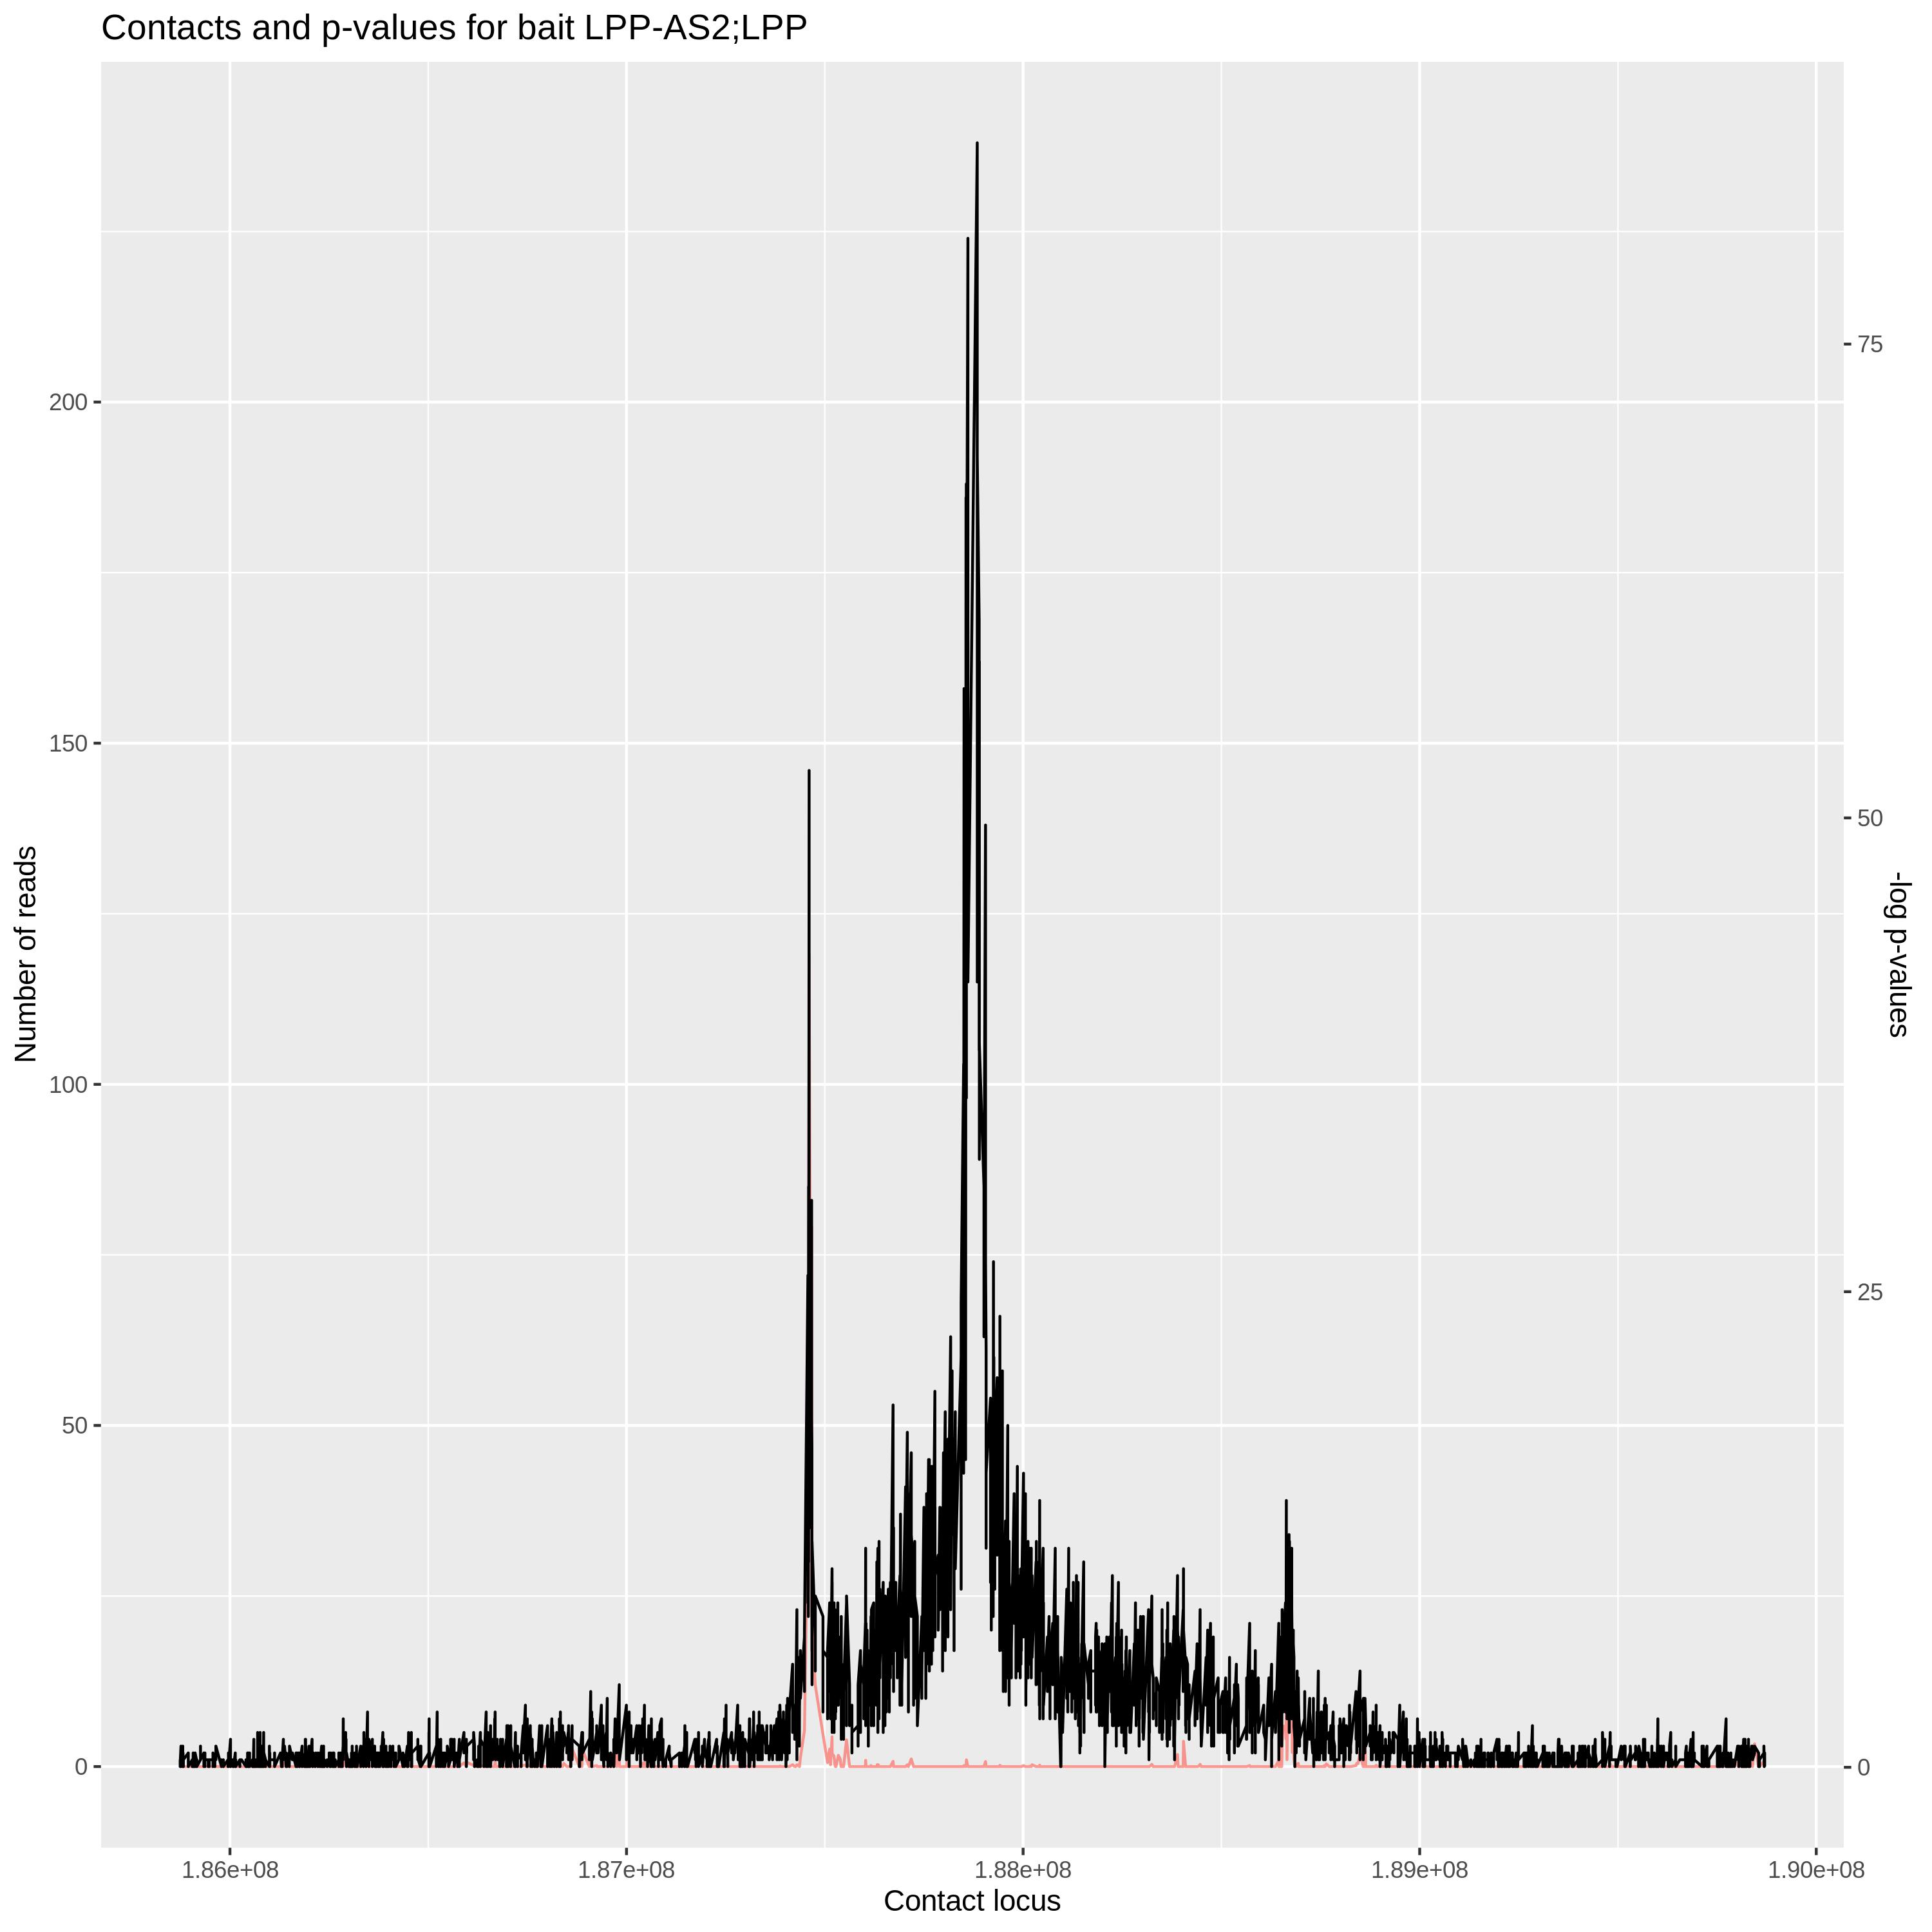 Contacts and p-values for bait LPP-AS2;LPP
Number of reads
200
150
100
50
0
75
50
25
0
-log p-values
1.86e+08
1.87e+08
1.88e+08
1.89e+08
1.90e+08
Contact locus